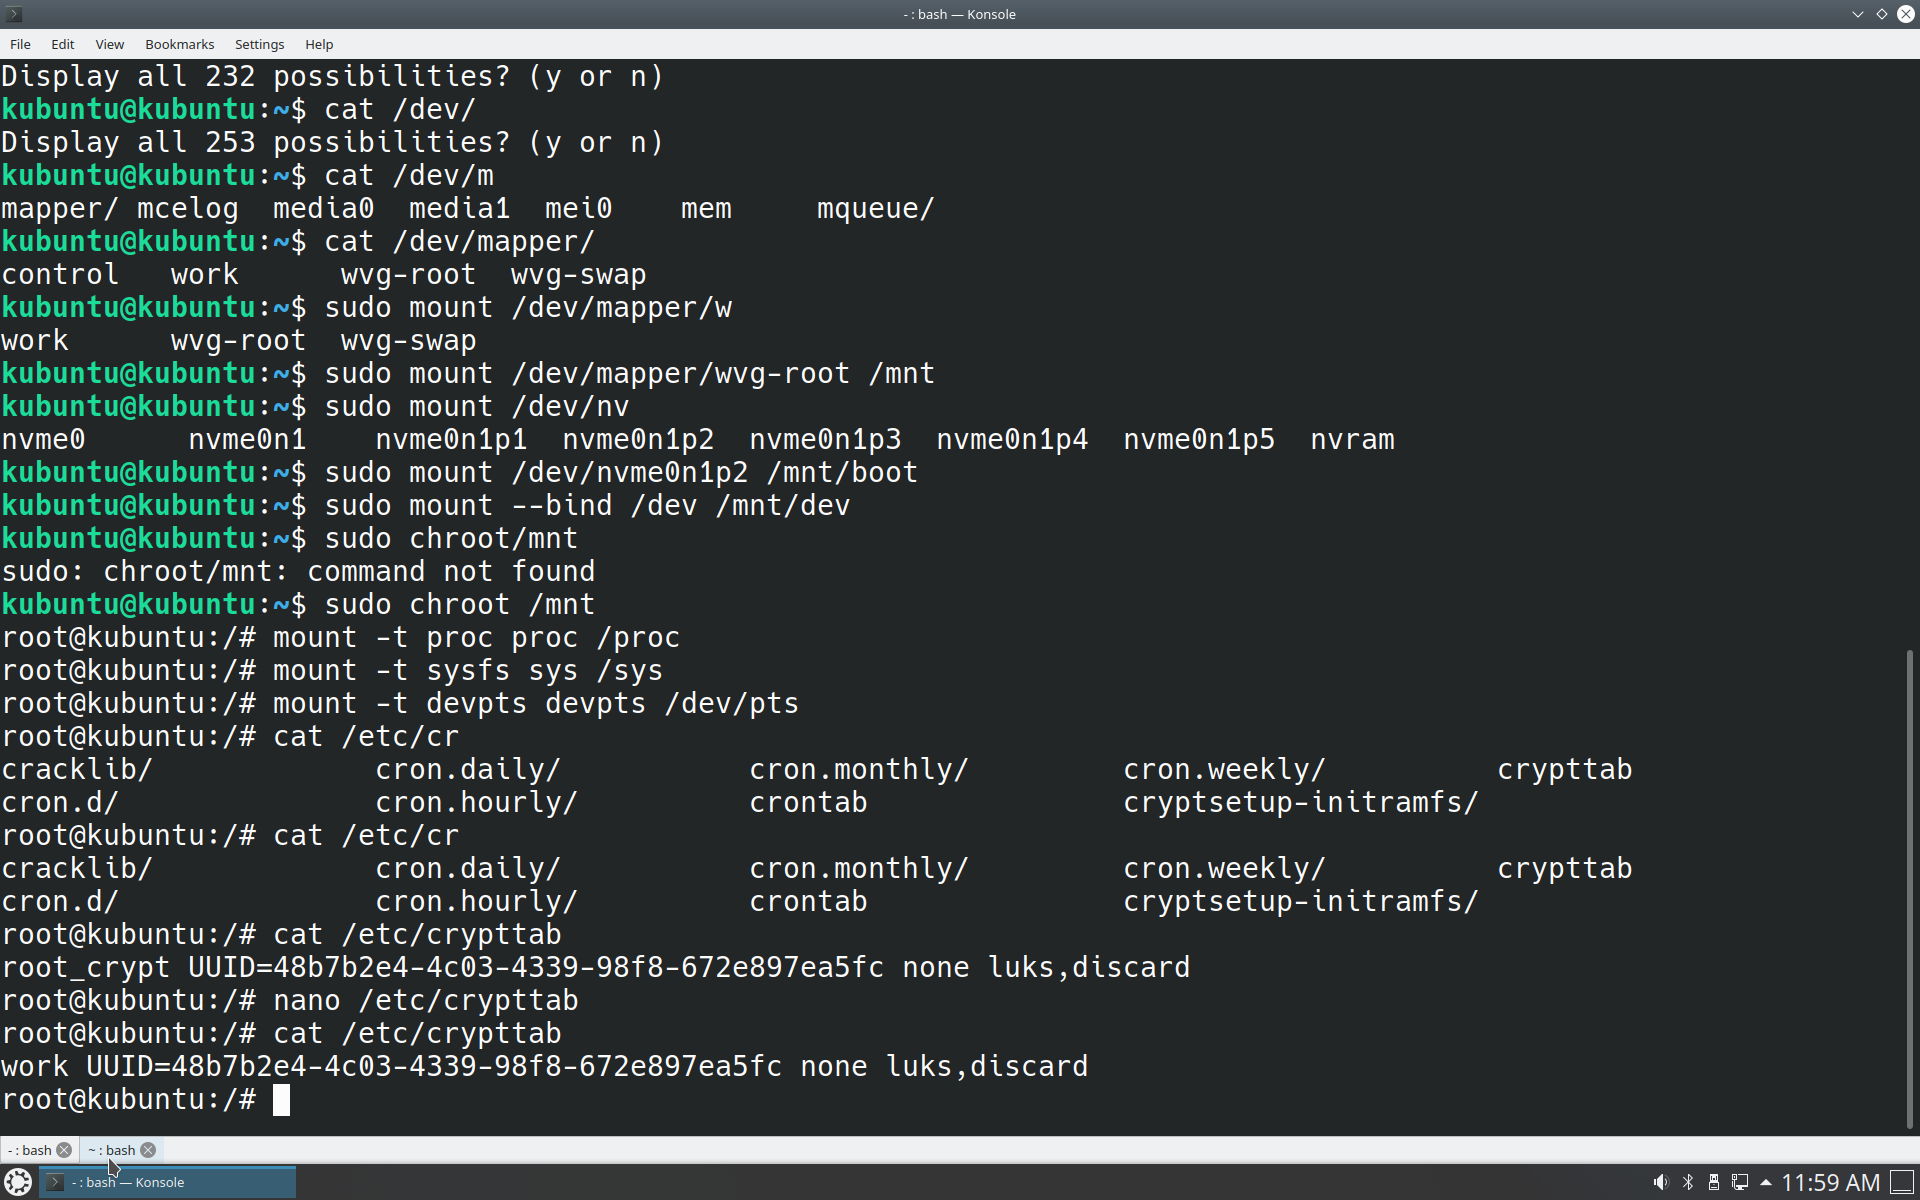 - : bash — Konsole
File Edit View Bookmarks Settings Help
Display all 232 possibilities? (y or n)
kubuntu@kubuntu:~$ cat /dev/
Display all 253 possibilities? (y or n)
kubuntu@kubuntu:~$ cat /dev/m
mapper/ mcelog  media0  media1  mei0    mem     mqueue/
kubuntu@kubuntu:~$ cat /dev/mapper/
control   work      wvg-root  wvg-swap
kubuntu@kubuntu:~$ sudo mount /dev/mapper/w
work      wvg-root  wvg-swap
kubuntu@kubuntu:~$ sudo mount /dev/mapper/wvg-root /mnt
kubuntu@kubuntu:~$ sudo mount /dev/nv
nvme0      nvme0n1    nvme0n1p1  nvme0n1p2  nvme0n1p3  nvme0n1p4  nvme0n1p5  nvram
kubuntu@kubuntu:~$ sudo mount /dev/nvme0n1p2 /mnt/boot
kubuntu@kubuntu:~$ sudo mount --bind /dev /mnt/dev
kubuntu@kubuntu:~$ sudo chroot/mnt
sudo: chroot/mnt: command not found
kubuntu@kubuntu:~$ sudo chroot /mnt
root@kubuntu:/# mount -t proc proc /proc
root@kubuntu:/# mount -t sysfs sys /sys
root@kubuntu:/# mount -t devpts devpts /dev/pts
root@kubuntu:/# cat /etc/cr
cracklib/             cron.daily/           cron.monthly/         cron.weekly/          crypttab
cron.d/               cron.hourly/          crontab               cryptsetup-initramfs/
root@kubuntu:/# cat /etc/cr
cracklib/             cron.daily/           cron.monthly/         cron.weekly/          crypttab
cron.d/               cron.hourly/          crontab               cryptsetup-initramfs/
root@kubuntu:/# cat /etc/crypttab
root_crypt UUID=48b7b2e4-4c03-4339-98f8-672e897ea5fc none luks,discard
root@kubuntu:/# nano /etc/crypttab
root@kubuntu:/# cat /etc/crypttab
work UUID=48b7b2e4-4c03-4339-98f8-672e897ea5fc none luks,discard
root@kubuntu:/#
- : bash ~ : bash
- : bash — Konsole 11:59 AM